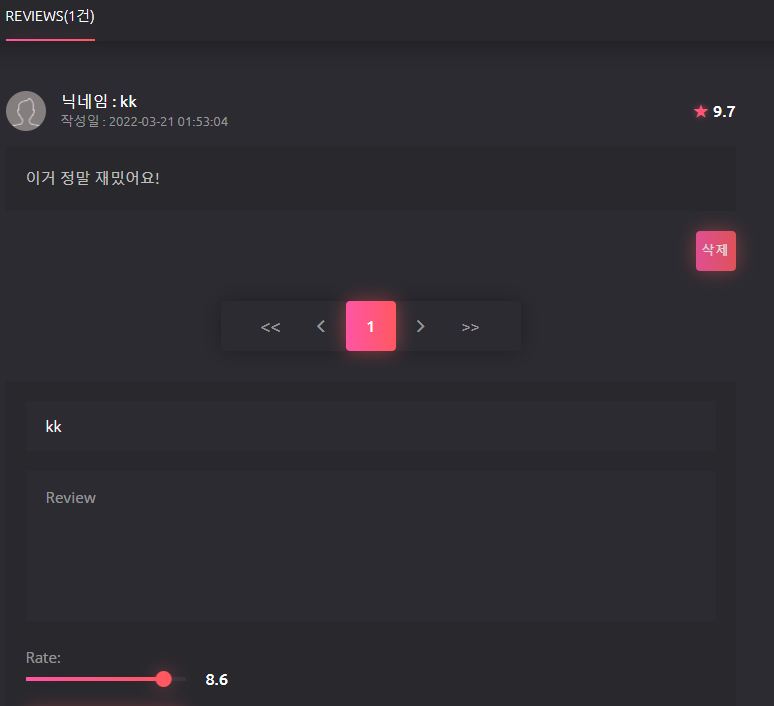 REVIEWS(1건)
닉네임 : kk
★ 9.7
작성일 : 2022-03-21 01:53:04
이거 정말 재밌어요!
삭제
<< < 1 > >>
kk
Review
Rate:
8.6